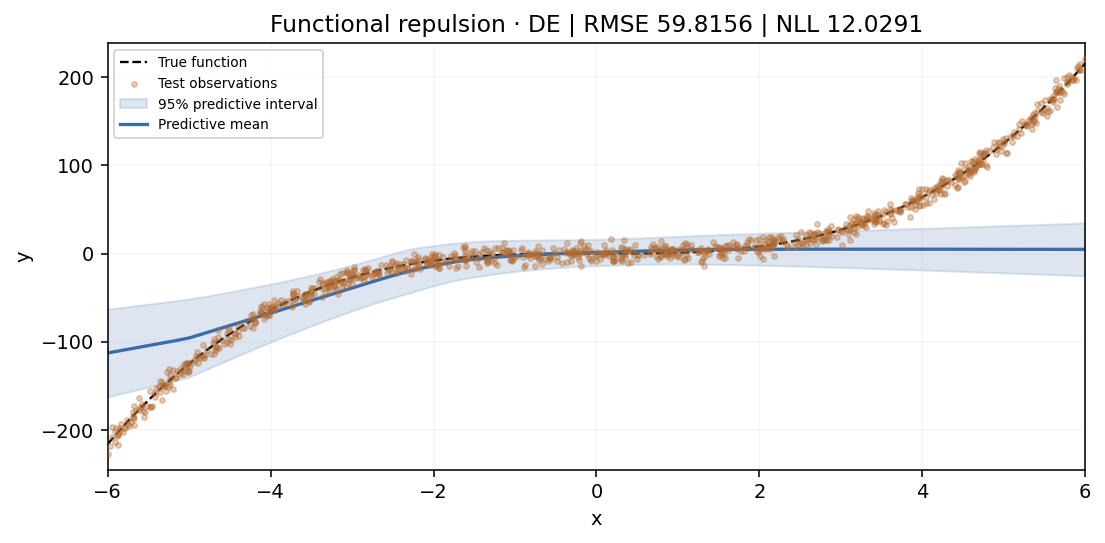 Functional repulsion · DE | RMSE 59.8156 | NLL 12.0291
True function
Test observations
95% predictive interval
Predictive mean
200
100
0
−100
−200
y
−6
−4
−2
0
2
4
6
x